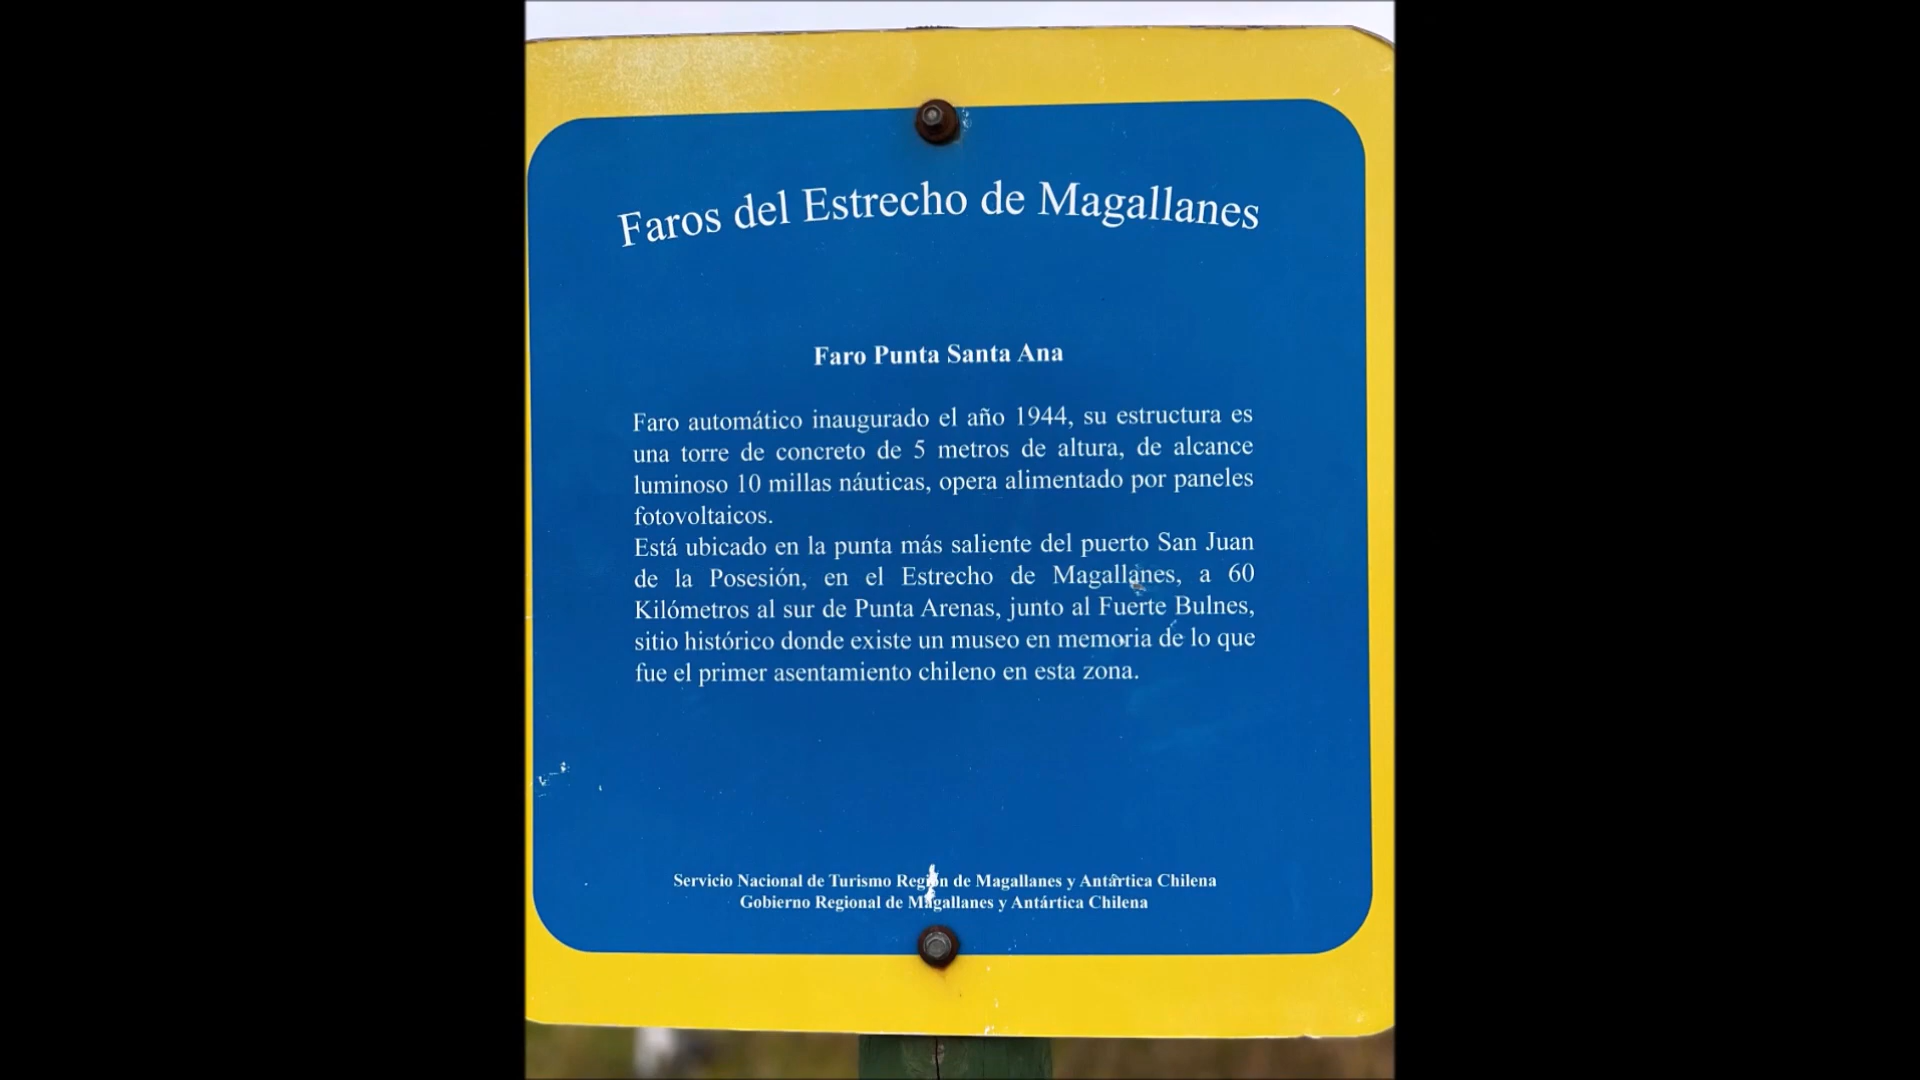 Faros del Estrecho de Magallanes
Faro Punta Santa Ana
Faro automático inaugurado el año 1944, su estructura es
una torre de concreto de 5 metros de altura, de alcance
luminoso 10 millas náuticas, opera alimentado por paneles
fotovoltaicos.
Está ubicado en la punta más saliente del puerto San Juan
de la Posesión, en el Estrecho de Magallanes, a 60
Kilómetros al sur de Punta Arenas, junto al Fuerte Bulnes,
sitio histórico donde existe un museo en memoria de lo que
fue el primer asentamiento chileno en esta zona.
Servicio Nacional de Turismo Región de Magallanes y Antártica Chilena
Gobierno Regional de Magallanes y Antártica Chilena